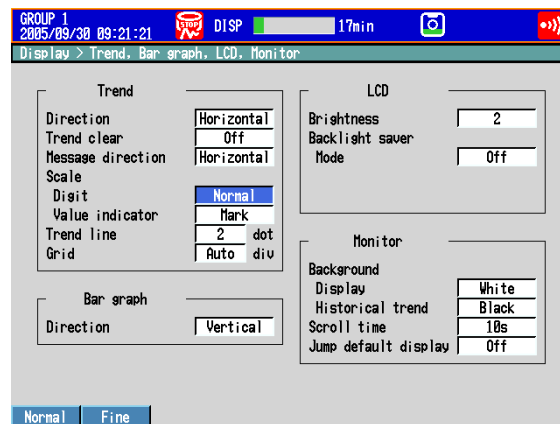 GROUP 1
2005/09/30 09:21:21
STOP
DISP
17min
Display > Trend, Bar graph, LCD, Monitor
Trend
Direction Horizontal
Trend clear Off
Message direction Horizontal
Scale
Digit Normal
Value indicator Mark
Trend line 2 dot
Grid Auto div
Bar graph
Direction Vertical
LCD
Brightness 2
Backlight saver
Mode Off
Monitor
Background
Display White
Historical trend Black
Scroll time 10s
Jump default display Off
Normal Fine